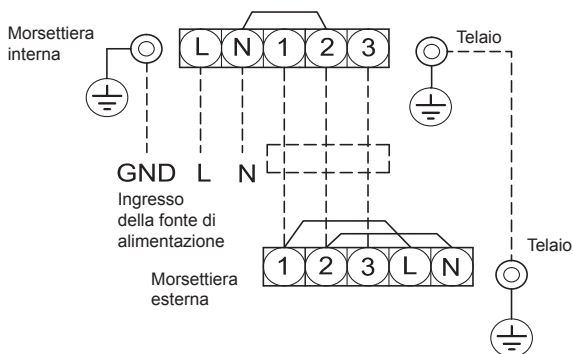 Morsettiera
interna
L N 1 2 3
Telaio
GND L N
Ingresso
della fonte di
alimentazione
1 2 3 L N
Morsettiera
esterna
Telaio